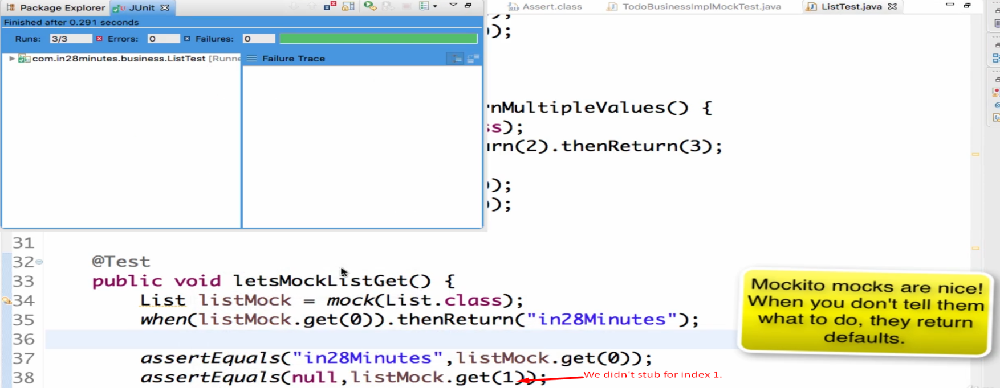 Package Explorer JUnit
Finished after 0.291 seconds
Runs: 3/3 Errors: 0 Failures: 0
com.in28minutes.business.ListTest [Runne
Failure Trace
Assert.class TodoBusinessImplMockTest.java ListTest.java
);
);
rnMultipleValues() {
ss);
urn(2).thenReturn(3);
);
);
31
32 @Test
33 public void letsMockListGet() {
34 List listMock = mock(List.class);
35 when(listMock.get(0)).thenReturn("in28Minutes");
36
37 assertEquals("in28Minutes",listMock.get(0));
38 assertEquals(null,listMock.get(1));
We didn't stub for index 1.
Mockito mocks are nice!
When you don't tell them
what to do, they return
defaults.